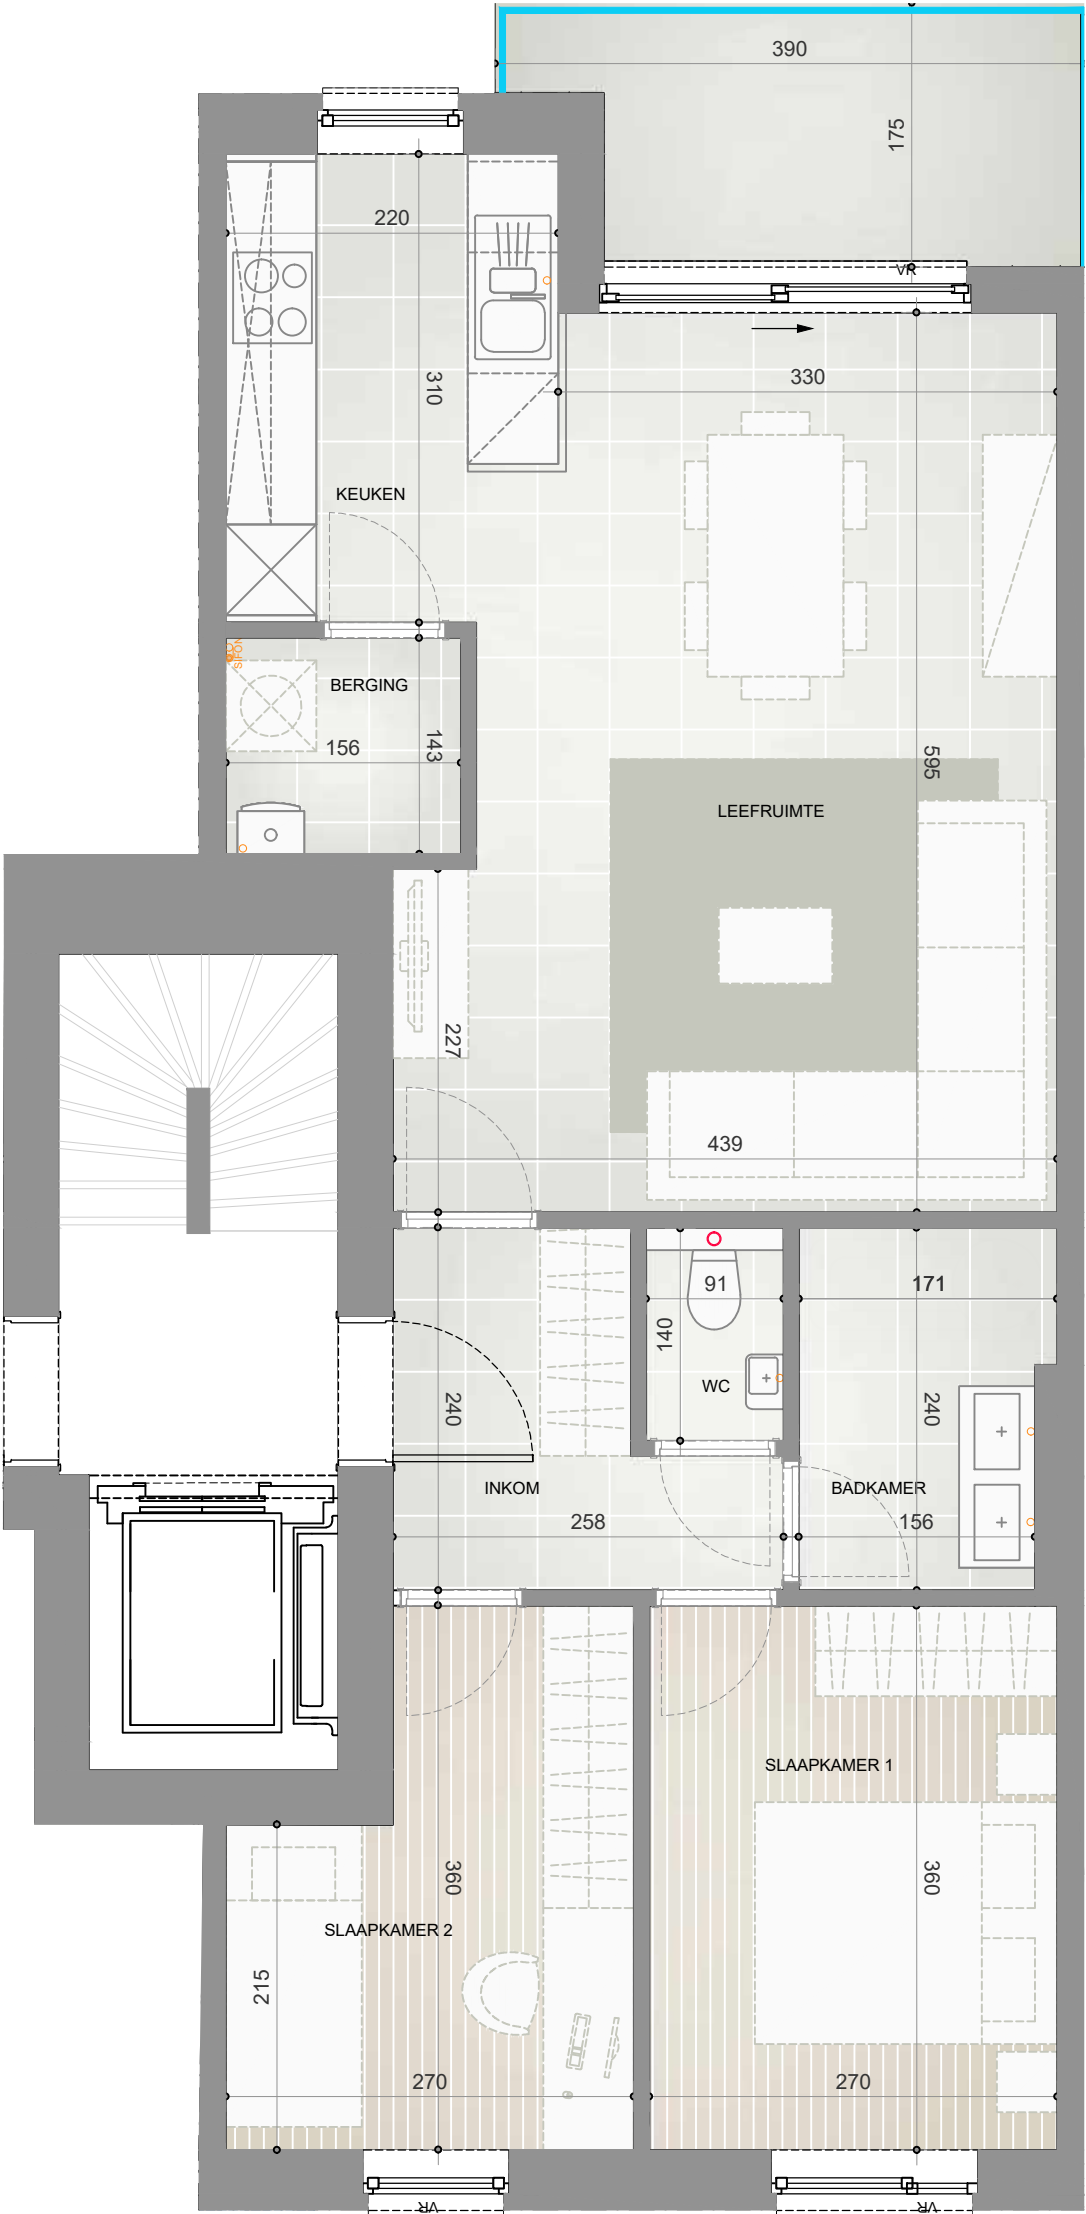 390
175
VR
220
310
330
KEUKEN
SIFON
BERGING
156
143
595
LEEFRUIMTE
227
439
91
171
140
WC
240
240
INKOM
BADKAMER
258
156
SLAAPKAMER 1
360
360
SLAAPKAMER 2
215
270
270
VR
VR